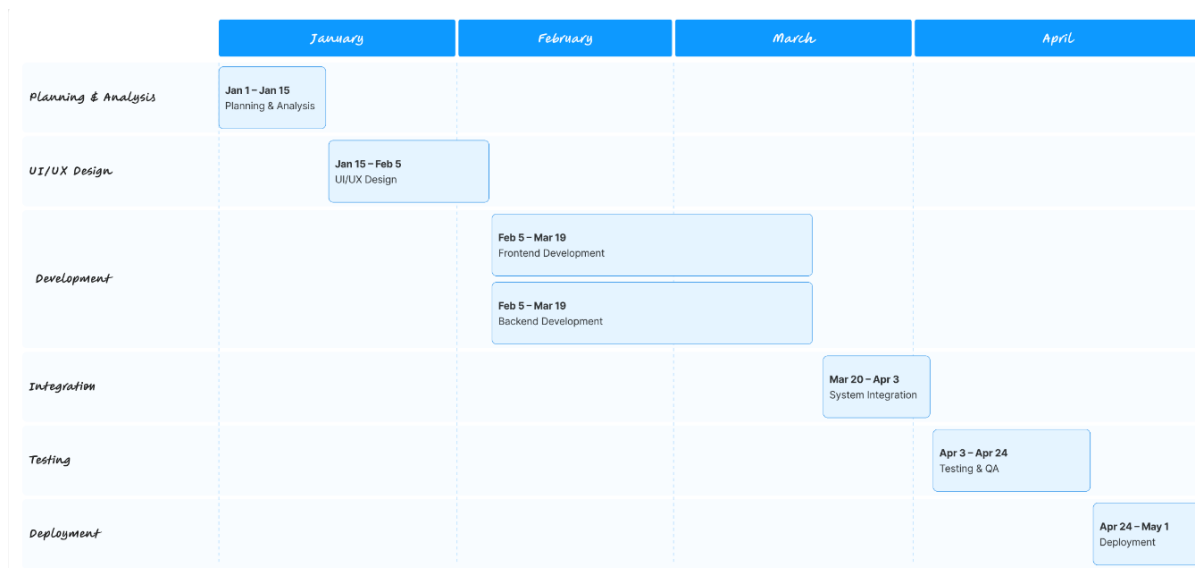 January
February
March
April
Planning & Analysis
Jan 1 – Jan 15
Planning & Analysis
UI/UX Design
Jan 15 – Feb 5
UI/UX Design
Development
Feb 5 – Mar 19
Frontend Development
Feb 5 – Mar 19
Backend Development
Integration
Mar 20 – Apr 3
System Integration
Testing
Apr 3 – Apr 24
Testing & QA
Deployment
Apr 24 – May 1
Deployment